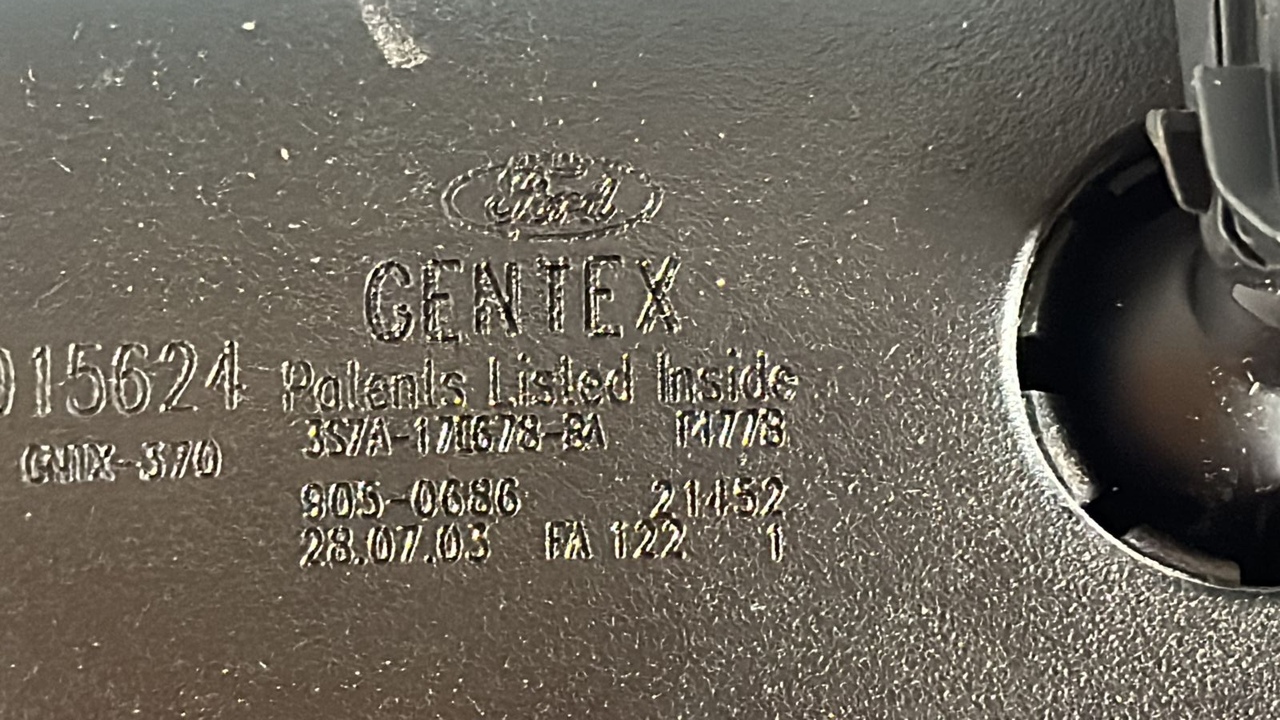 Ford
GENTEX
015624 Patents Listed Inside
3S7A-17E678-BA
GNTX-370
905-0686 21452
28.07.03 FA 122 1